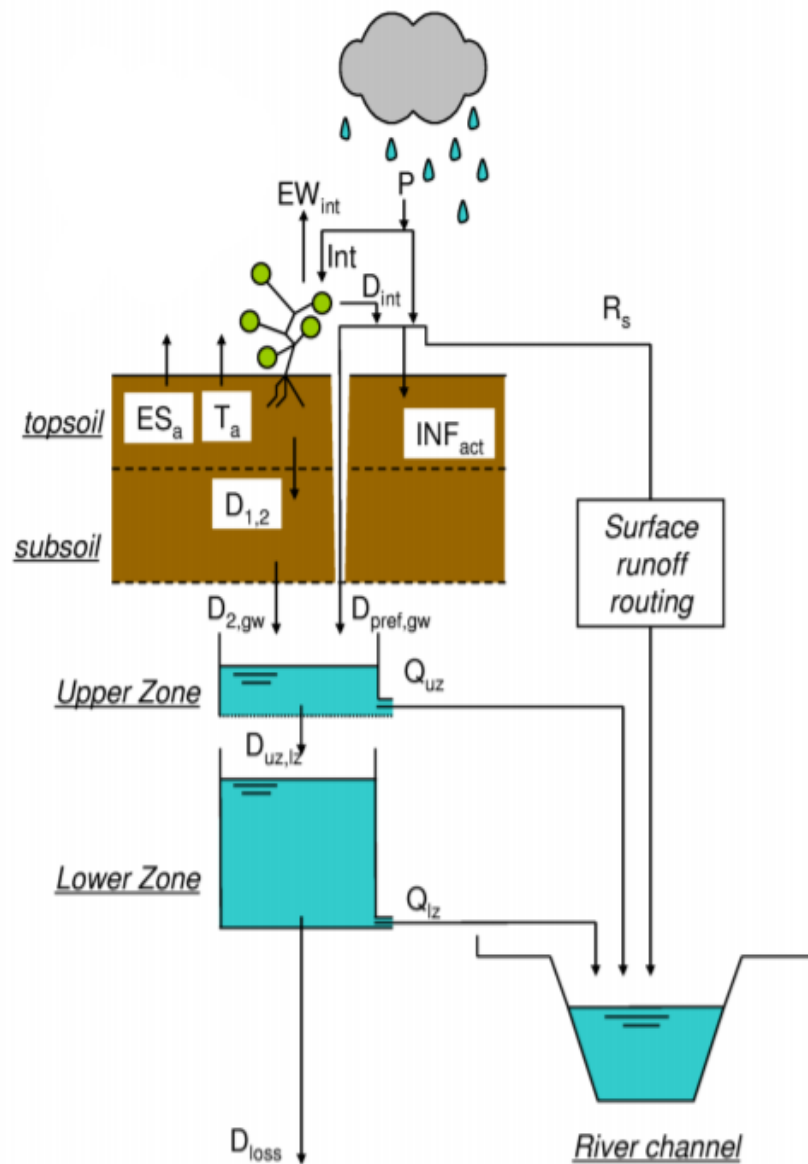 P
EW_int
Int
D_int
R_s
topsoil
ES_a
T_a
INF_act
D_1,2
subsoil
Surface
runoff
routing
D_2,gw
D_pref,gw
Upper Zone
Q_uz
D_uz,lz
Lower Zone
Q_lz
D_loss
River channel